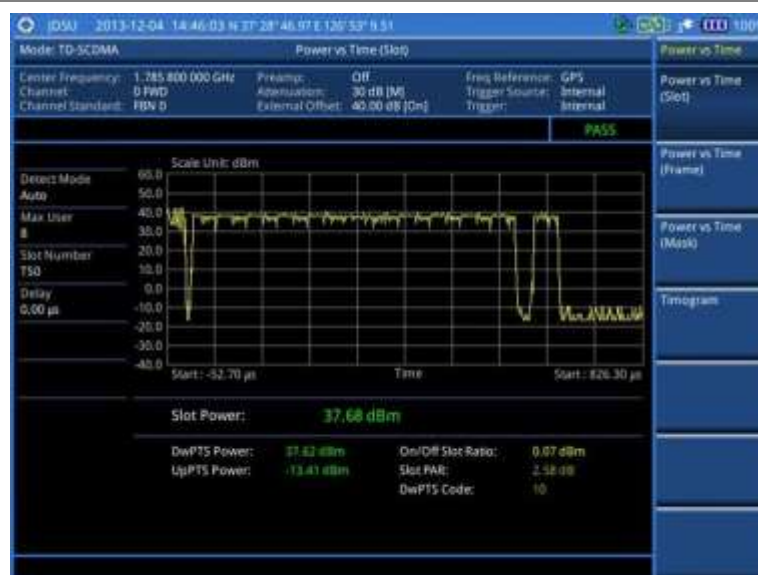 JDSU 2013-12-04 14:46:03 N 37° 28' 46.97 E 126° 53' 9.51 100%
Mode: TD-SCDMA Power vs Time (Slot) Power vs Time
Center Frequency: 1.785 800 000 GHz Preamp: Off Freq Reference: GPS
Channel: 0 FWD Attenuation: 30 dB [M] Trigger Source: Internal
Channel Standard: FBN 0 External Offset: 40.00 dB [On] Trigger: Internal
Power vs Time (Slot)
PASS
Power vs Time (Frame)
Power vs Time (Mask)
Timogram
Detect Mode
Auto
Max User
8
Slot Number
TS0
Delay
0.00 µs
Scale Unit: dBm
60.0
50.0
40.0
30.0
20.0
10.0
0.0
-10.0
-20.0
-30.0
-40.0
Start: -52.70 µs Time Start: 826.30 µs
Slot Power: 37.68 dBm
DwPTS Power: 37.62 dBm On/Off Slot Ratio: 0.07 dBm
UpPTS Power: -13.41 dBm Slot PAR: 2.58 dB
DwPTS Code: 10